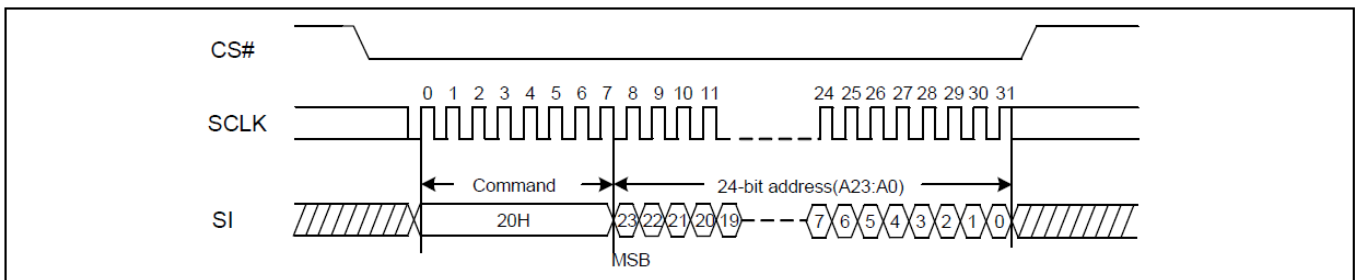 CS#
0 1 2 3 4 5 6 7 8 9 10 11 24 25 26 27 28 29 30 31
SCLK
Command 24-bit address(A23:A0)
SI 20H 23 22 21 20 19 7 6 5 4 3 2 1 0
MSB